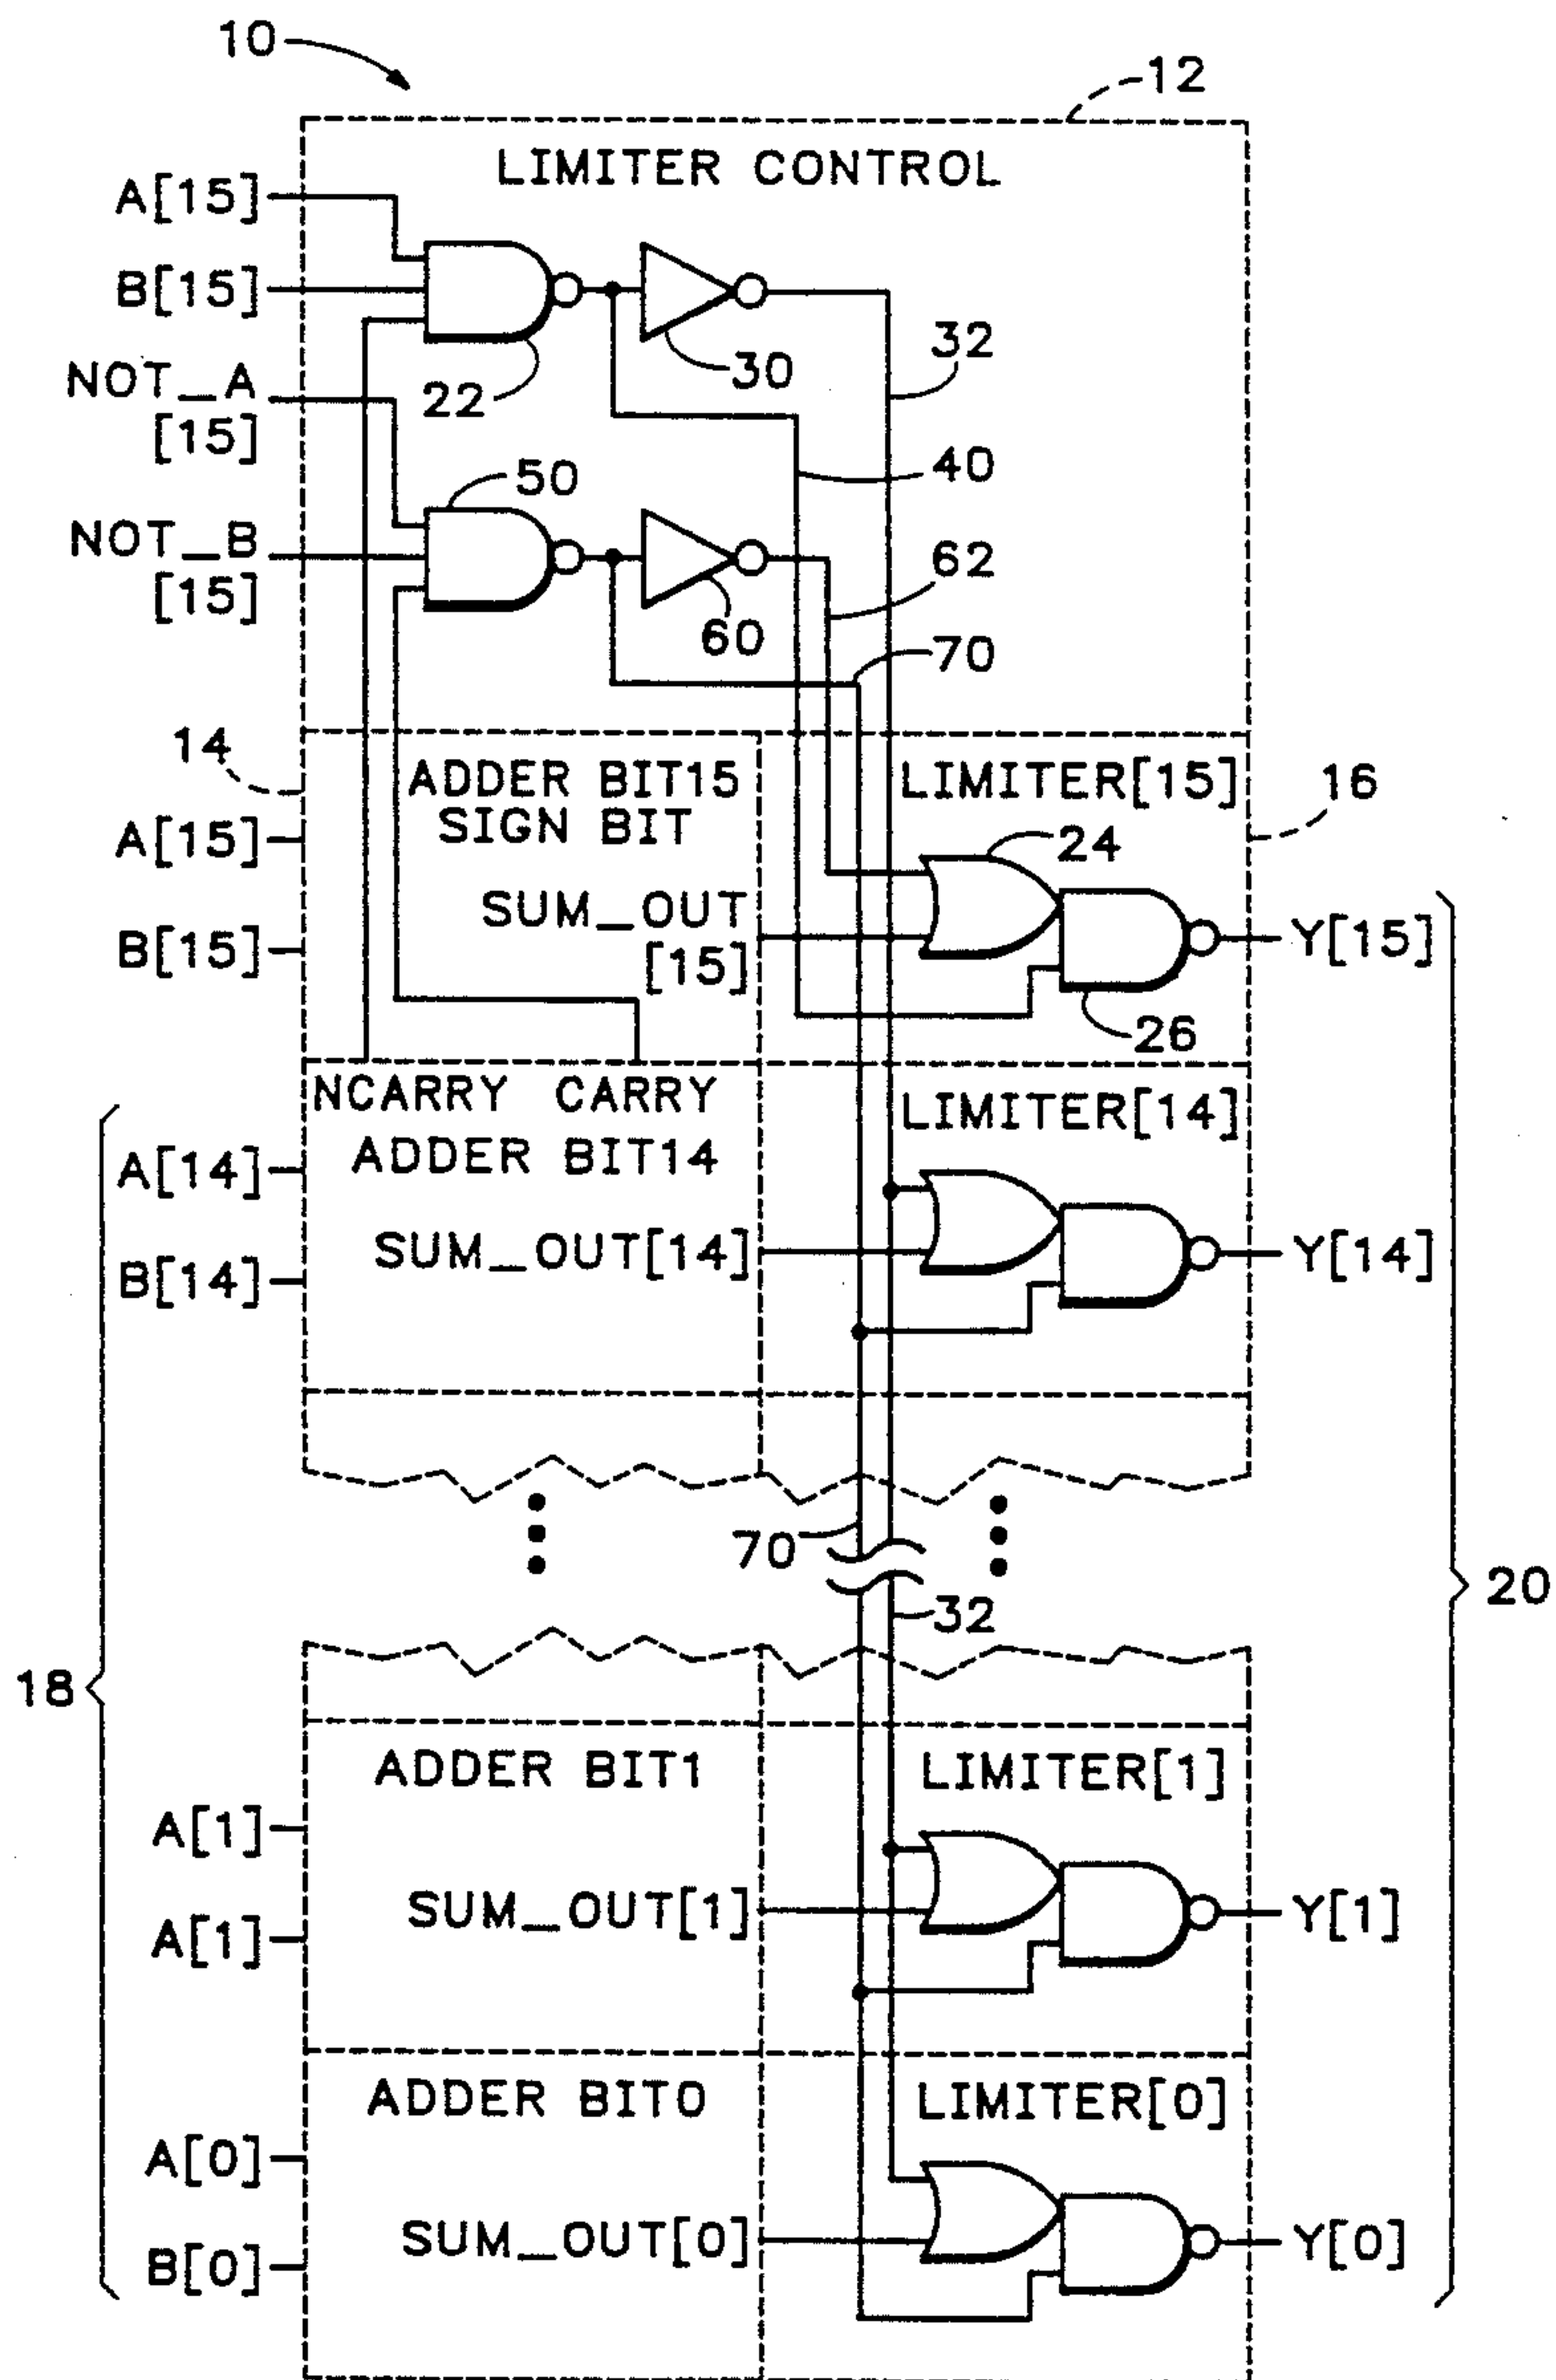 10
12
LIMITER CONTROL
A[15]
B[15]
30
32
NOT_A
[15]
22
40
50
NOT_B
[15]
62
60
70
14
ADDER BIT15
SIGN BIT
LIMITER[15]
16
A[15]
24
SUM_OUT
[15]
B[15]
Y[15]
26
NCARRY CARRY
LIMITER[14]
A[14]
ADDER BIT14
SUM_OUT[14]
B[14]
Y[14]
70
20
32
18
ADDER BIT1
LIMITER[1]
A[1]
SUM_OUT[1]
A[1]
Y[1]
ADDER BIT0
LIMITER[0]
A[0]
SUM_OUT[0]
B[0]
Y[0]